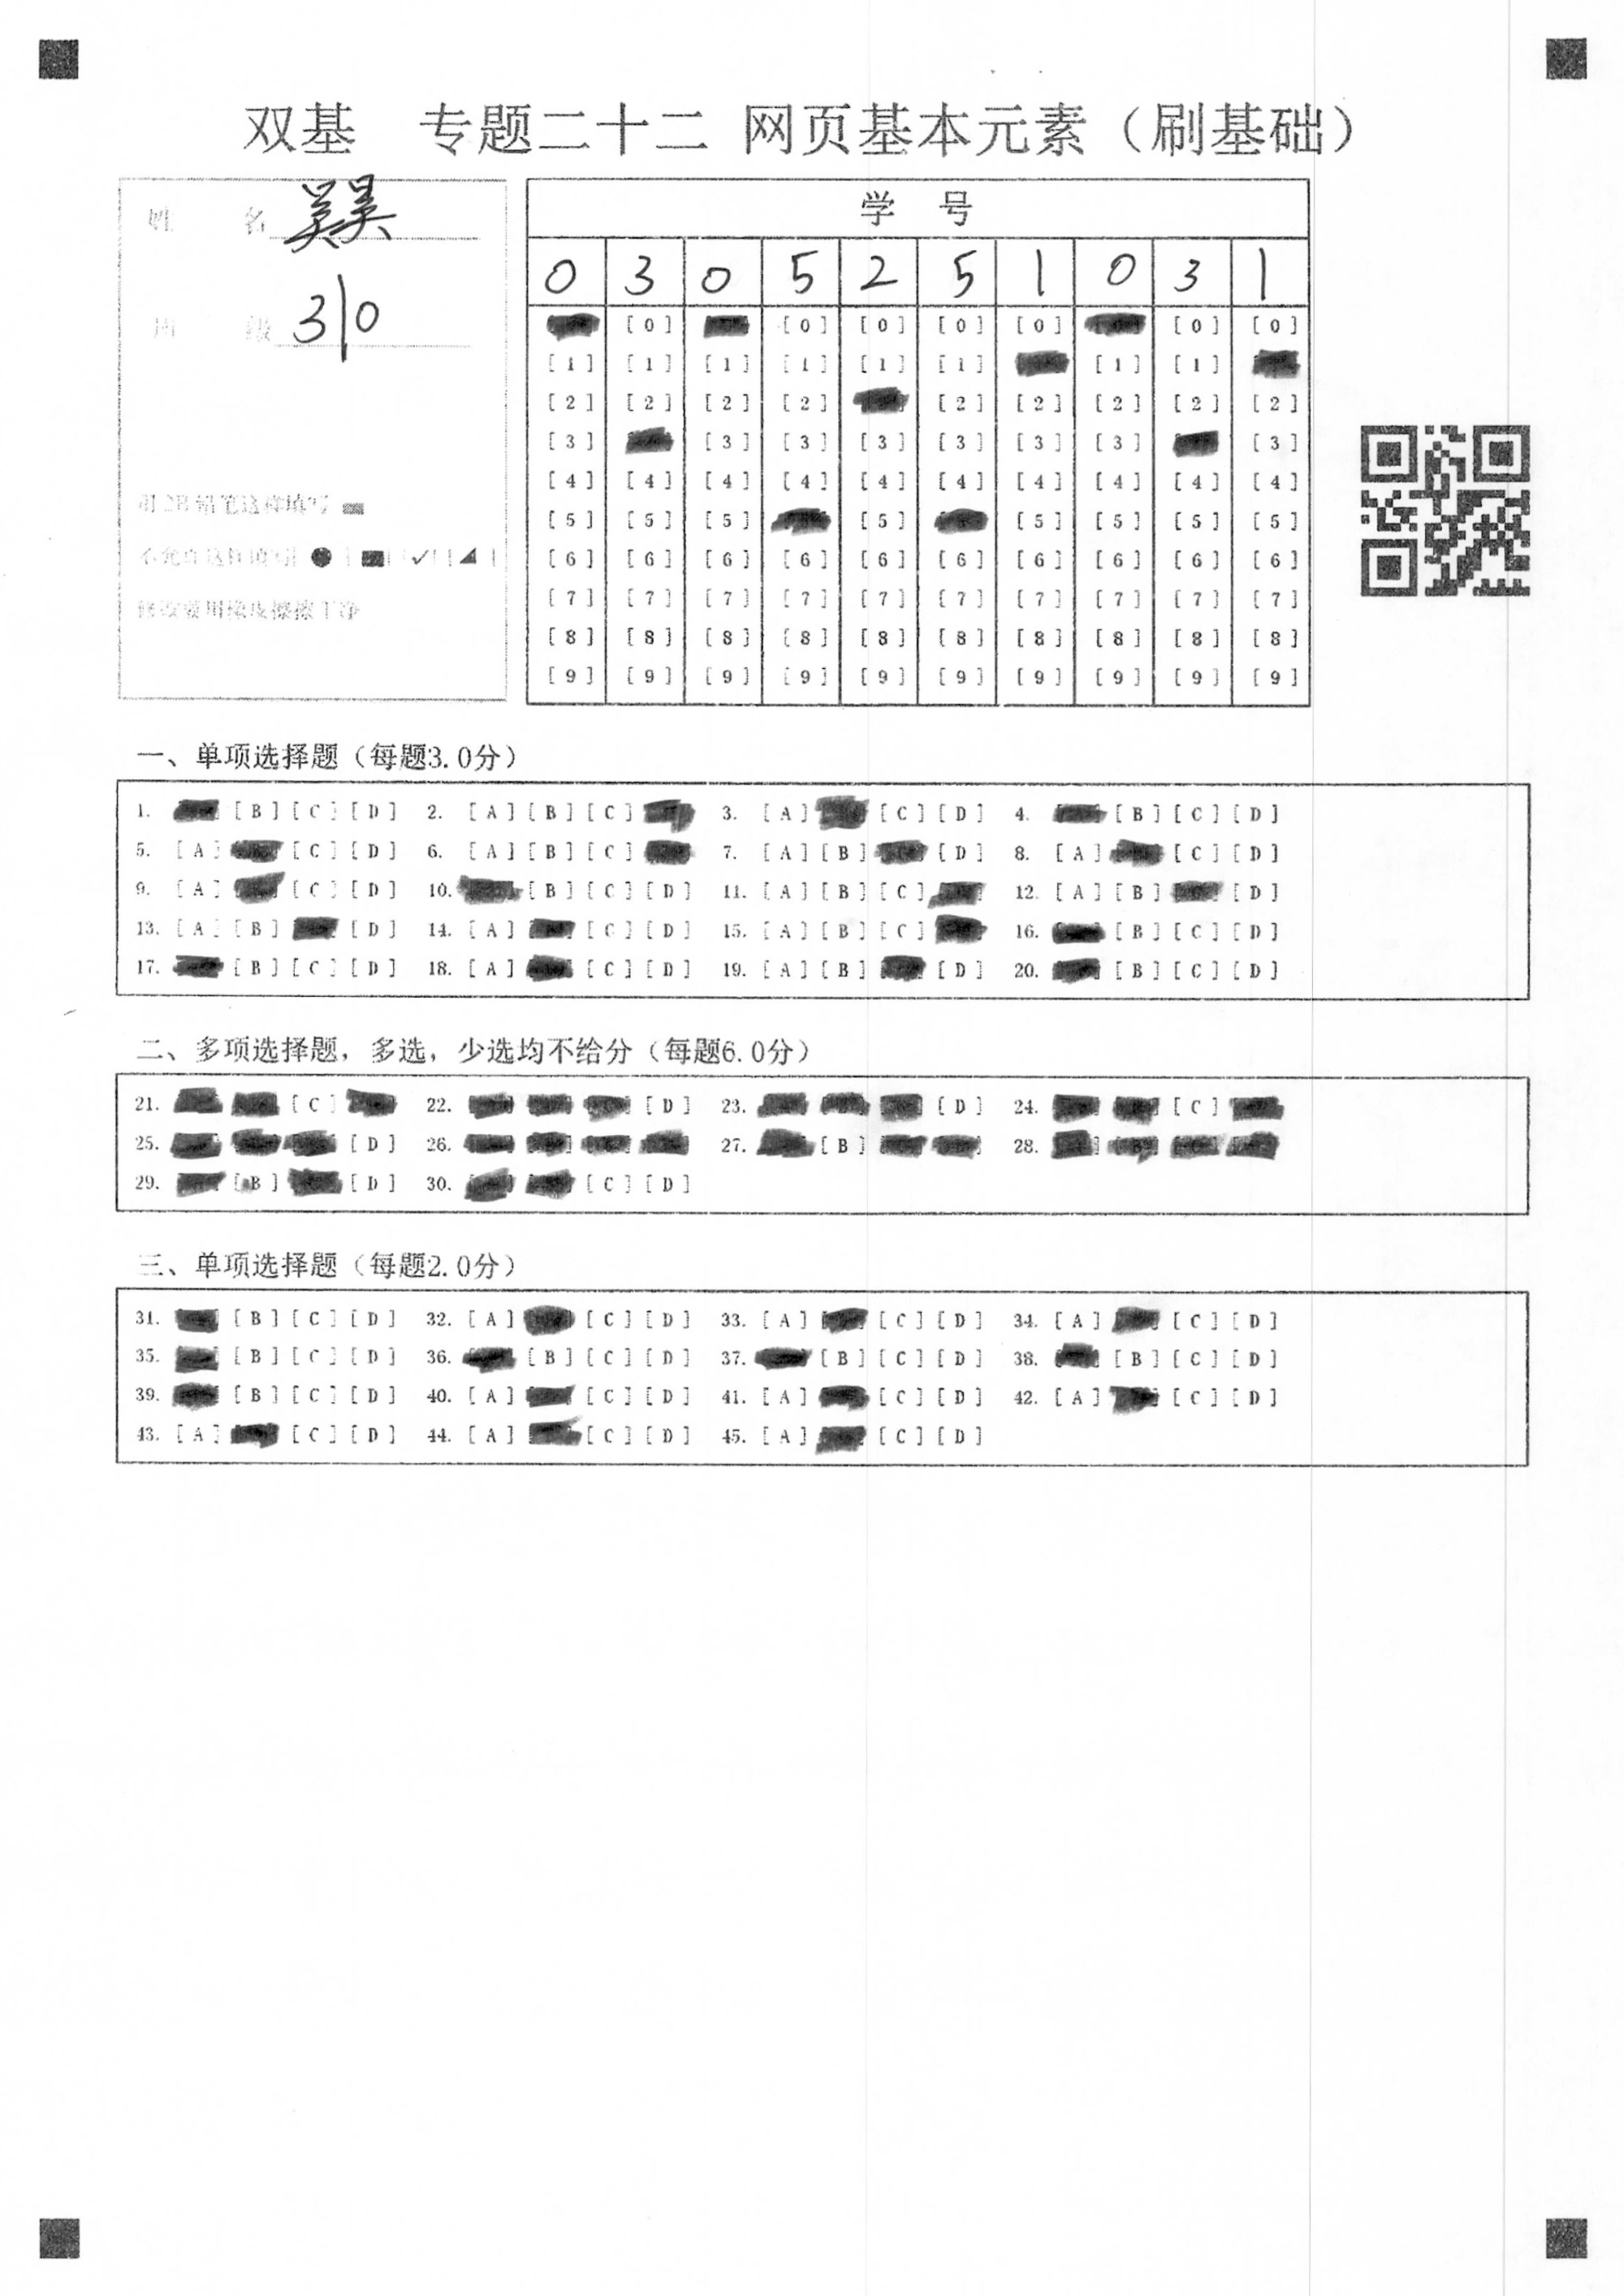 双基 专题二十二 网页基本元素（刷基础）
姓 名 吴昊
班 级 310
用2B铅笔这样填写
不允许这样填写
修改要用橡皮擦擦干净
学 号
0 3 0 5 2 5 1 0 3 1
[0] [0] [0] [0] [0] [0] [0]
[1] [1] [1] [1] [1] [1] [1] [1]
[2] [2] [2] [2] [2] [2] [2] [2] [2]
[3] [3] [3] [3] [3] [3] [3] [3]
[4] [4] [4] [4] [4] [4] [4] [4] [4] [4]
[5] [5] [5] [5] [5] [5] [5] [5]
[6] [6] [6] [6] [6] [6] [6] [6] [6] [6]
[7] [7] [7] [7] [7] [7] [7] [7] [7] [7]
[8] [8] [8] [8] [8] [8] [8] [8] [8] [8]
[9] [9] [9] [9] [9] [9] [9] [9] [9] [9]
一、单项选择题（每题3.0分）
1. [B] [C] [D] 2. [A] [B] [C] 3. [A] [C] [D] 4. [B] [C] [D]
5. [A] [C] [D] 6. [A] [B] [C] 7. [A] [B] [D] 8. [A] [C] [D]
9. [A] [C] [D] 10. [B] [C] [D] 11. [A] [B] [C] 12. [A] [B] [D]
13. [A] [B] [D] 14. [A] [C] [D] 15. [A] [B] [C] 16. [B] [C] [D]
17. [B] [C] [D] 18. [A] [C] [D] 19. [A] [B] [D] 20. [B] [C] [D]
二、多项选择题，多选，少选均不给分（每题6.0分）
21. [C] 22. [D] 23. [D] 24. [C]
25. [D] 26. 27. [B] 28.
29. [B] [D] 30. [C] [D]
三、单项选择题（每题2.0分）
31. [B] [C] [D] 32. [A] [C] [D] 33. [A] [C] [D] 34. [A] [C] [D]
35. [B] [C] [D] 36. [B] [C] [D] 37. [B] [C] [D] 38. [B] [C] [D]
39. [B] [C] [D] 40. [A] [C] [D] 41. [A] [C] [D] 42. [A] [C] [D]
43. [A] [C] [D] 44. [A] [C] [D] 45. [A] [C] [D]